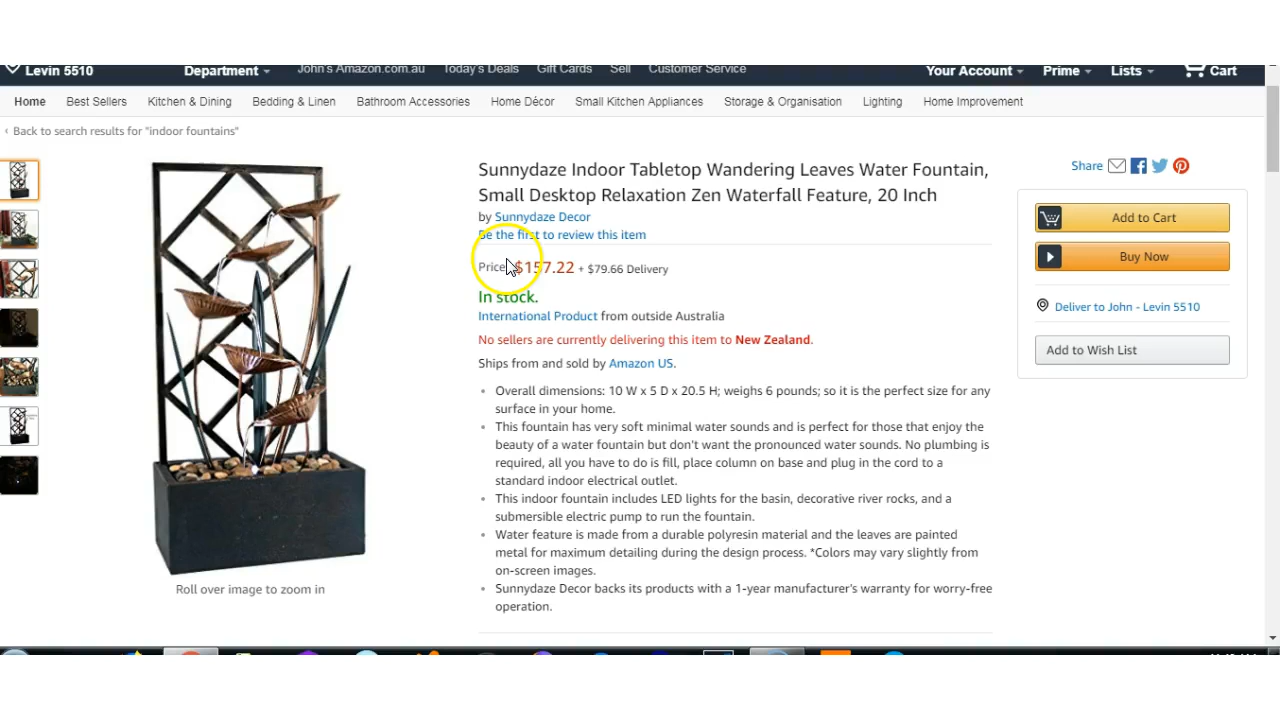 Levin 5510
Department
John's Amazon.com.au
Today's Deals
Gift Cards
Sell
Customer Service
Your Account
Prime
Lists
Cart
Home
Best Sellers
Kitchen & Dining
Bedding & Linen
Bathroom Accessories
Home Décor
Small Kitchen Appliances
Storage & Organisation
Lighting
Home Improvement
‹ Back to search results for "indoor fountains"
Sunnydaze Indoor Tabletop Wandering Leaves Water Fountain,
Small Desktop Relaxation Zen Waterfall Feature, 20 Inch
by Sunnydaze Decor
Be the first to review this item
Price: $157.22 + $79.66 Delivery
In stock.
International Product from outside Australia
No sellers are currently delivering this item to New Zealand.
Ships from and sold by Amazon US.
• Overall dimensions: 10 W x 5 D x 20.5 H; weighs 6 pounds; so it is the perfect size for any
surface in your home.
• This fountain has very soft minimal water sounds and is perfect for those that enjoy the
beauty of a water fountain but don't want the pronounced water sounds. No plumbing is
required, all you have to do is fill, place column on base and plug in the cord to a
standard indoor electrical outlet.
• This indoor fountain includes LED lights for the basin, decorative river rocks, and a
submersible electric pump to run the fountain.
• Water feature is made from a durable polyresin material and the leaves are painted
metal for maximum detailing during the design process. *Colors may vary slightly from
on-screen images.
• Sunnydaze Decor backs its products with a 1-year manufacturer's warranty for worry-free
operation.
Roll over image to zoom in
Share
Add to Cart
Buy Now
Deliver to John - Levin 5510
Add to Wish List